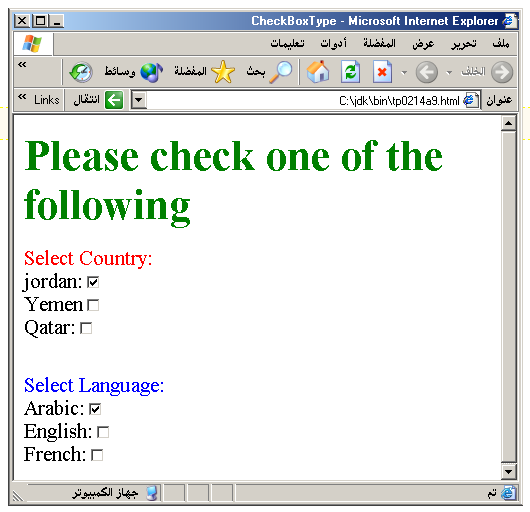 CheckBoxType - Microsoft Internet Explorer
ملف تحرير عرض المفضلة أدوات تعليمات
الخلف بحث المفضلة وسائط »
عنوان C:\jdk\bin\tp0214a9.html انتقال Links »
Please check one of the
following
Select Country:
jordan:
Yemen
Qatar:
Select Language:
Arabic:
English:
French:
تم جهاز الكمبيوتر